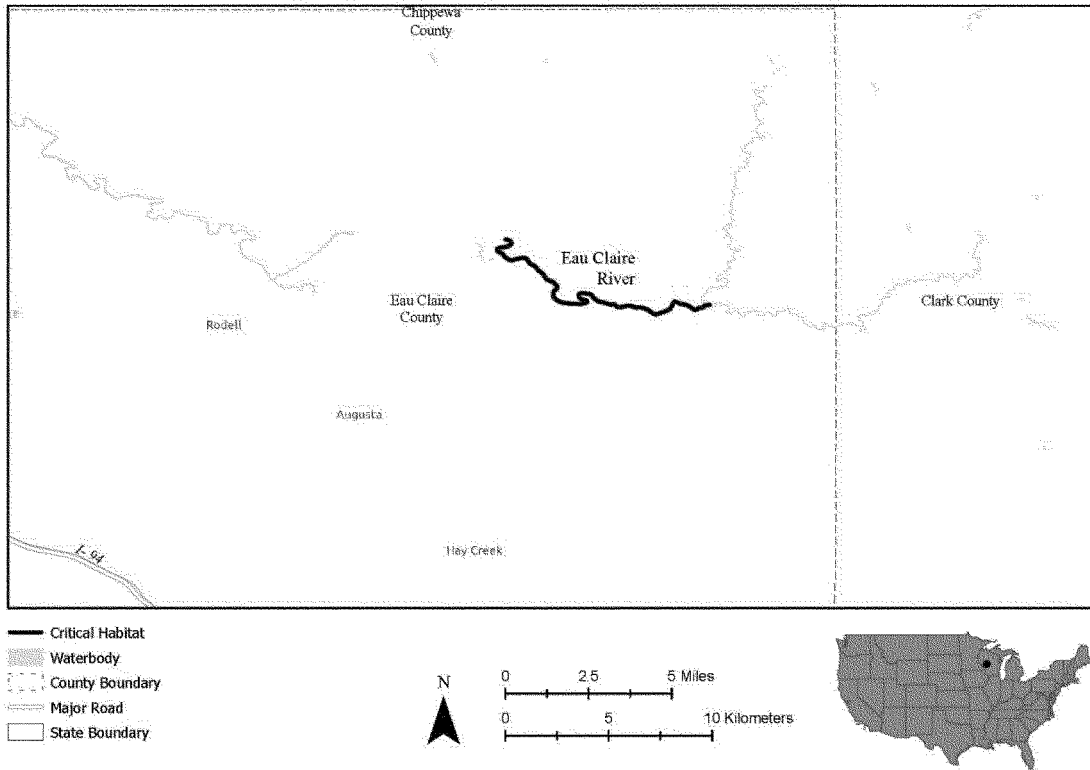 Chippewa
County
Eau Claire
River
Eau Claire
County
Clark County
Rodell
Augusta
Hay Creek
I-94
Critical Habitat
Waterbody
County Boundary
Major Road
State Boundary
N
0 2.5 5 Miles
0 5 10 Kilometers